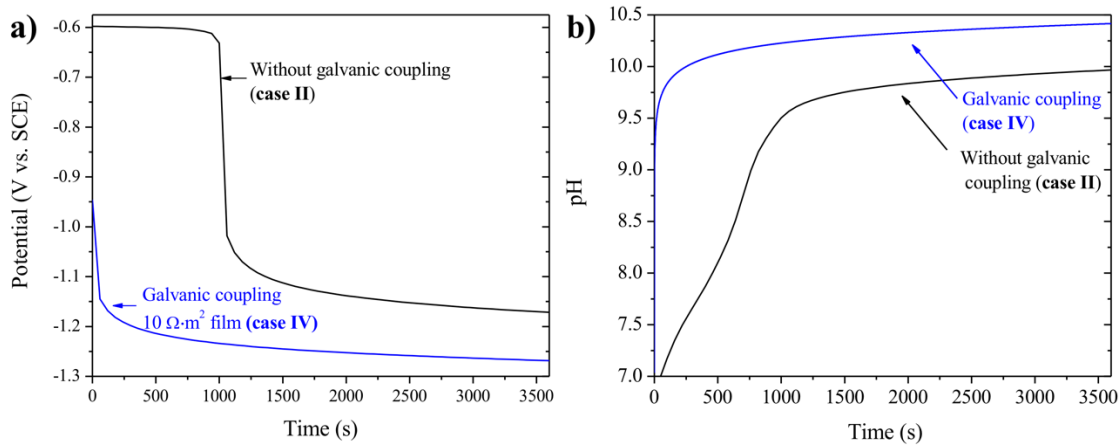 a)
-0.6
-0.7
-0.8
-0.9
-1.0
-1.1
-1.2
-1.3
Potential (V vs. SCE)
Without galvanic coupling
(case II)
Galvanic coupling
10 Ω·m² film (case IV)
0
500
1000
1500
2000
2500
3000
3500
Time (s)
b)
10.5
10.0
9.5
9.0
8.5
8.0
7.5
7.0
pH
Galvanic coupling
(case IV)
Without galvanic
coupling (case II)
0
500
1000
1500
2000
2500
3000
3500
Time (s)